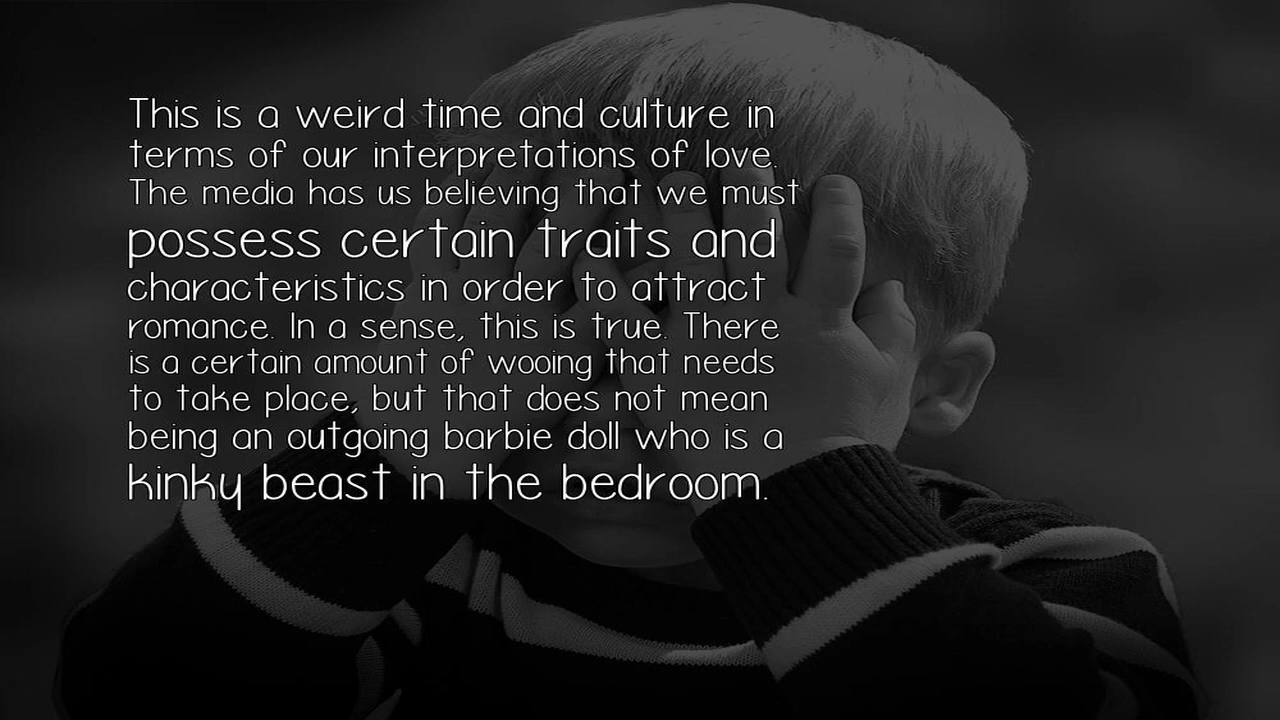 This is a weird time and culture in
terms of our interpretations of love.
The media has us believing that we must
possess certain traits and
characteristics in order to attract
romance. In a sense, this is true. There
is a certain amount of wooing that needs
to take place, but that does not mean
being an outgoing barbie doll who is a
kinky beast in the bedroom.